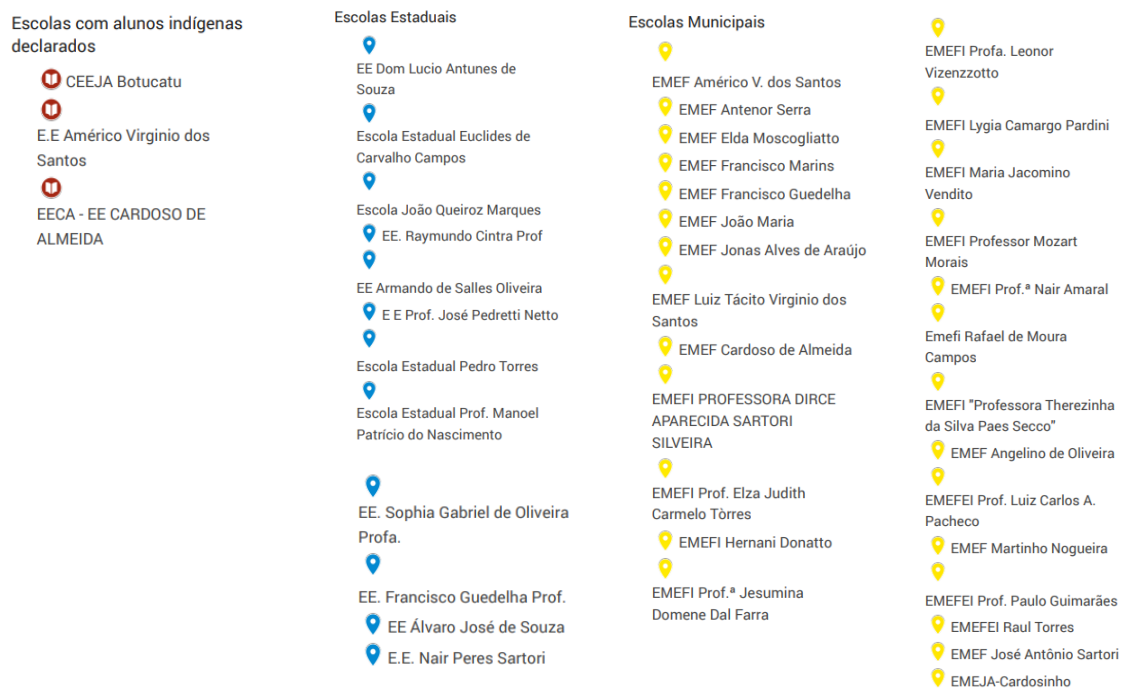 Escolas com alunos indígenas
declarados
CEEJA Botucatu
E.E Américo Virginio dos
Santos
EECA - EE CARDOSO DE
ALMEIDA
Escolas Estaduais
EE Dom Lucio Antunes de
Souza
Escola Estadual Euclides de
Carvalho Campos
Escola João Queiroz Marques
EE. Raymundo Cintra Prof
EE Armando de Salles Oliveira
E E Prof. José Pedretti Netto
Escola Estadual Pedro Torres
Escola Estadual Prof. Manoel
Patrício do Nascimento
EE. Sophia Gabriel de Oliveira
Profa.
EE. Francisco Guedelha Prof.
EE Álvaro José de Souza
E.E. Nair Peres Sartori
Escolas Municipais
EMEF Américo V. dos Santos
EMEF Antenor Serra
EMEF Elda Moscogliatto
EMEF Francisco Marins
EMEF Francisco Guedelha
EMEF João Maria
EMEF Jonas Alves de Araújo
EMEF Luiz Tácito Virginio dos
Santos
EMEF Cardoso de Almeida
EMEFI PROFESSORA DIRCE
APARECIDA SARTORI
SILVEIRA
EMEFI Prof. Elza Judith
Carmelo Tòrres
EMEFI Hernani Donatto
EMEFI Prof.ª Jesumina
Domene Dal Farra
EMEFI Profa. Leonor
Vizenzzotto
EMEFI Lygia Camargo Pardini
EMEFI Maria Jacomino
Vendito
EMEFI Professor Mozart
Morais
EMEFI Prof.ª Nair Amaral
Emefi Rafael de Moura
Campos
EMEFI "Professora Therezinha
da Silva Paes Secco"
EMEF Angelino de Oliveira
EMEFEI Prof. Luiz Carlos A.
Pacheco
EMEF Martinho Nogueira
EMEFEI Prof. Paulo Guimarães
EMEFEI Raul Torres
EMEF José Antônio Sartori
EMEJA-Cardosinho